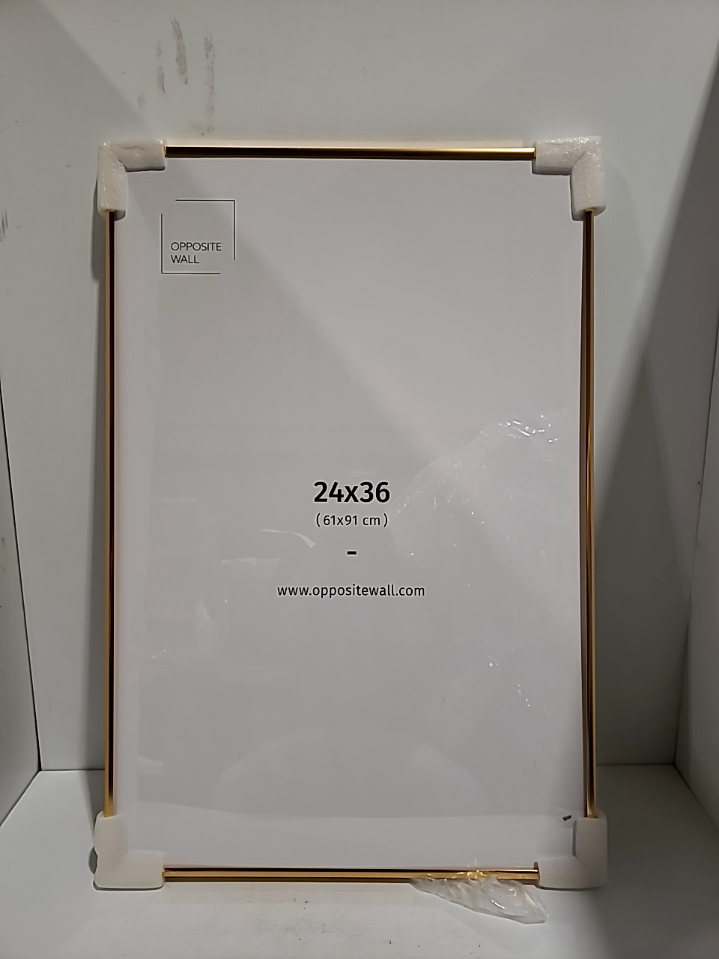 OPPOSITE
WALL
24x36
(61x91 cm)
-
www.oppositewall.com